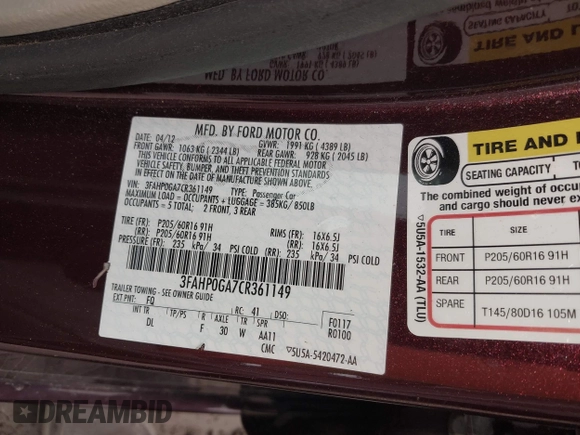 MFD. BY FORD MOTOR CO.
DATE: 04/12 GVWR: 1991 KG ( 4389 LB)
FRONT GAWR: 1063 KG ( 2344 LB) REAR GAWR: 928 KG ( 2045 LB)
THIS VEHICLE CONFORMS TO ALL APPLICABLE FEDERAL MOTOR
VEHICLE SAFETY, BUMPER, AND THEFT PREVENTION STANDARDS
IN EFFECT ON THE DATE OF MANUFACTURE SHOWN ABOVE.
VIN: 3FAHP0GA7CR361149 TYPE: Passenger Car
MAXIMUM LOAD = OCCUPANTS + LUGGAGE = 385KG/ 850LB
OCCUPANTS = 5 TOTAL: 2 FRONT, 3 REAR
TIRE (FR): P205/60R16 91H RIMS (FR): 16X6.5J
(RR): P205/60R16 91H (RR): 16X6.5J
PRESSURE (FR): 235 kPa/ 34 PSI COLD (RR): 235 kPa/ 34 PSI COLD
3FAHP0GA7CR361149
TRAILER TOWING - SEE OWNER GUIDE
EXT PNT: FQ RC: 41 DSO: F0117
INT TR TP/PS R AXLE TR SPR R0100
DL F 30 W AA11
CMC ▽5U5A-5420472-AA
TIRE AND
SEATING CAPACITY
The combined weight of
and cargo should never
TIRE SIZE
FRONT P205/60R16 91H
REAR P205/60R16 91H
SPARE T145/80D16 105M
▽5U5A-1532-AA (TLU)
DREAMBID